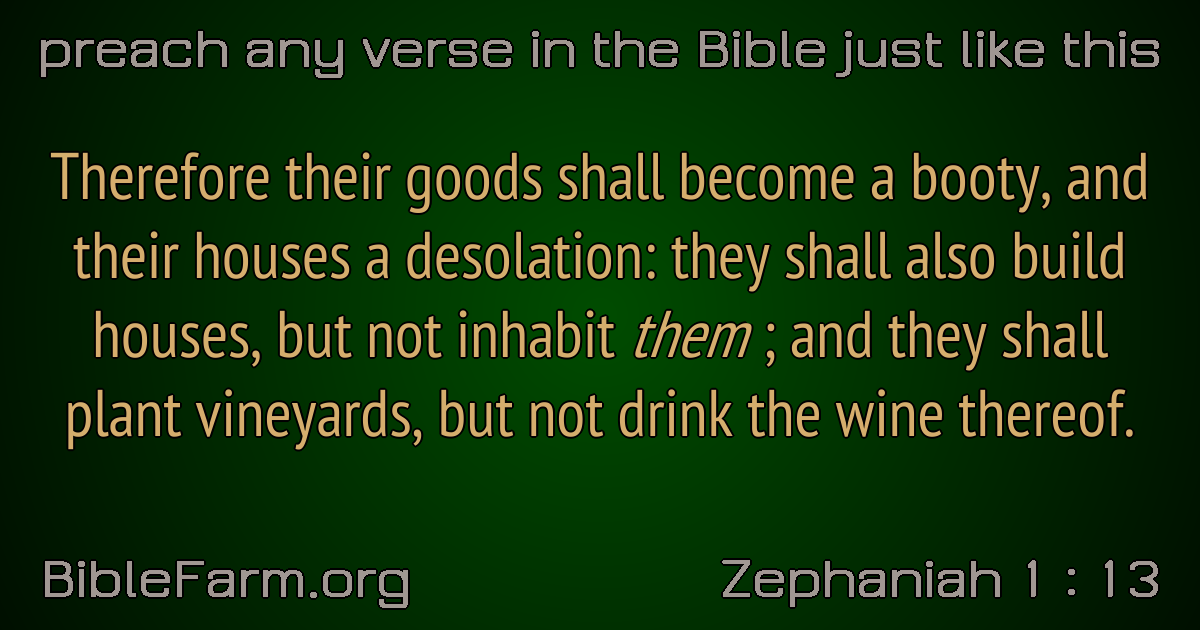 preach any verse in the Bible just like this
Therefore their goods shall become a booty, and
their houses a desolation: they shall also build
houses, but not inhabit them ; and they shall
plant vineyards, but not drink the wine thereof.
BibleFarm.org
Zephaniah 1 : 13